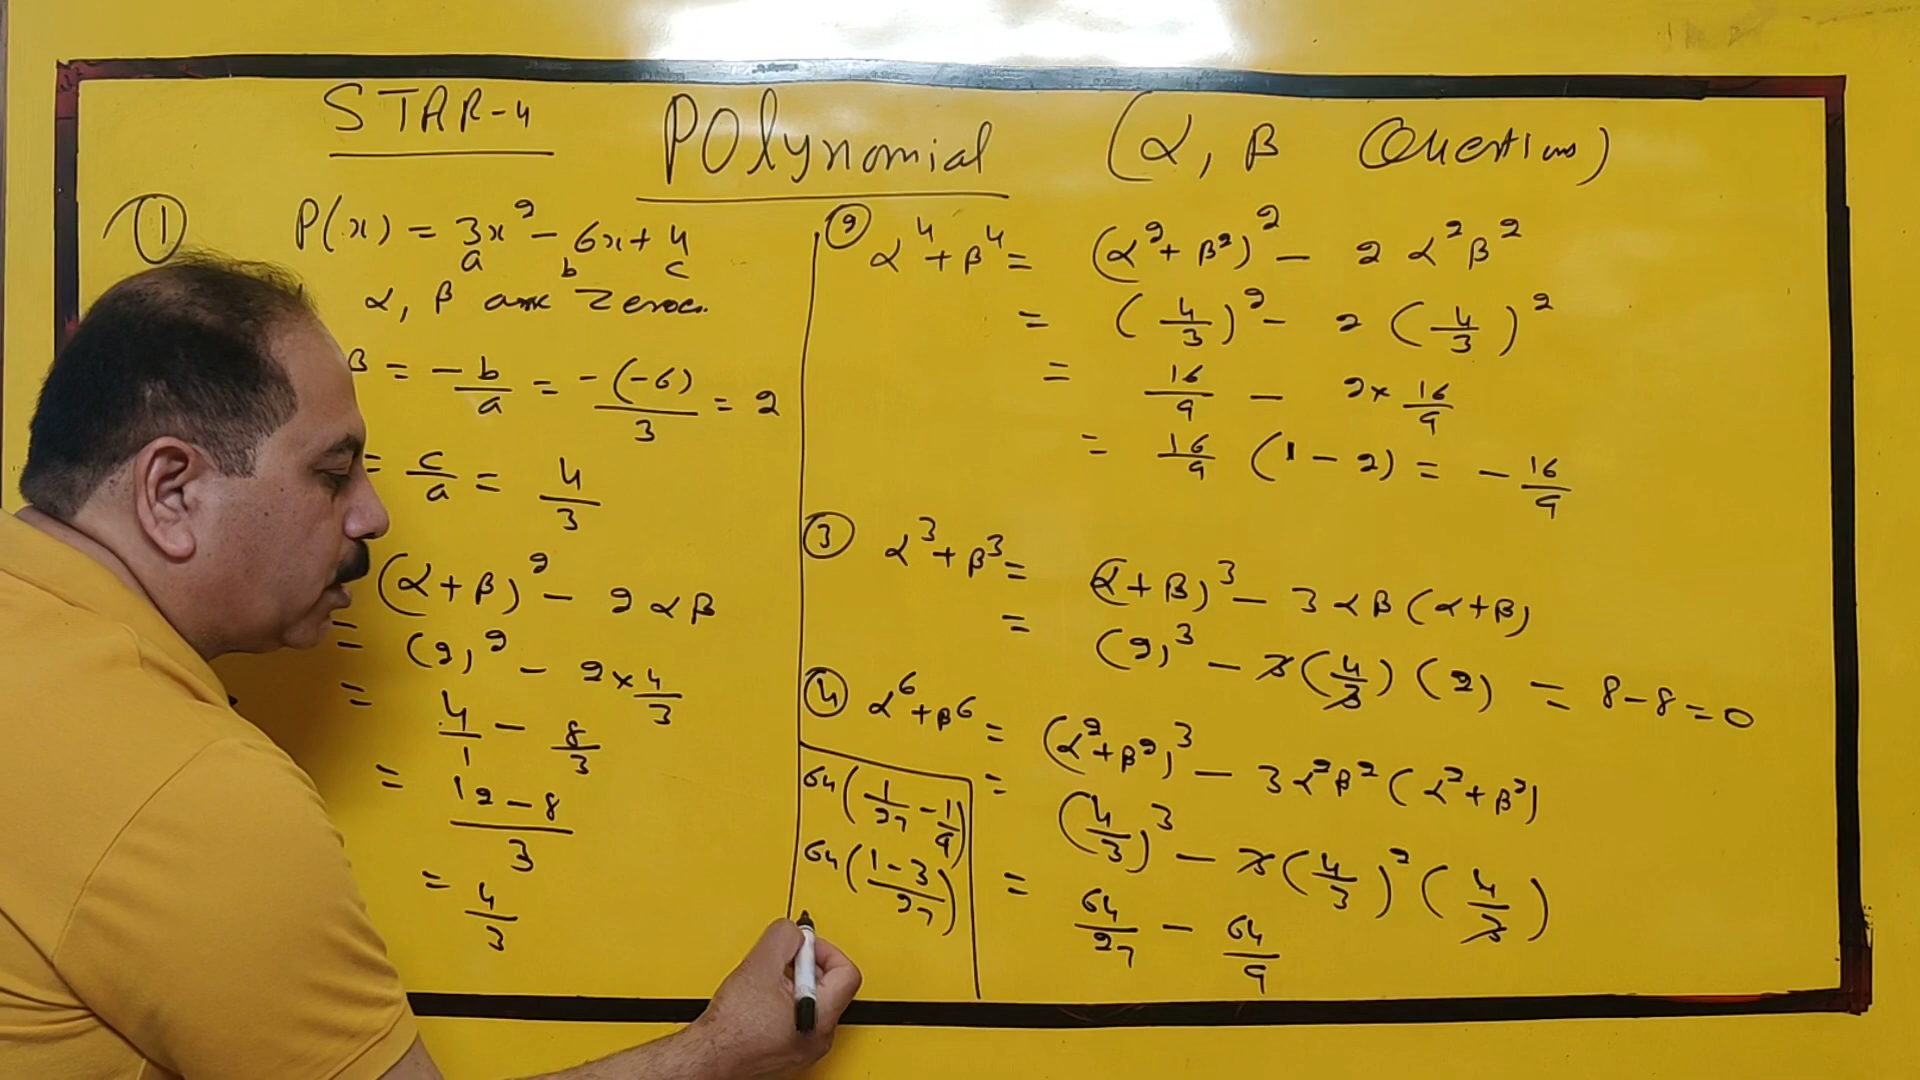 STAR-4
Polynomial (α, β Questions)
① P(x) = 3x² - 6x + 4
a b c
α, β are Zeroes.
β = -b/a = -(-6)/3 = 2
= c/a = 4/3
(α + β)² - 2αβ
= (2)² - 2 × 4/3
= 4/1 - 8/3
= (12 - 8)/3
= 4/3
② α⁴ + β⁴ = (α² + β²)² - 2α²β²
= (4/3)² - 2(4/3)²
= 16/9 - 2 × 16/9
= 16/9 (1 - 2) = -16/9
③ α³ + β³ = (α + β)³ - 3αβ(α + β)
= (2)³ - 3(4/3)(2) = 8 - 8 = 0
④ α⁶ + β⁶ = (α² + β²)³ - 3α²β²(α² + β²)
= (4/3)³ - 3(4/3)²(4/3)
= 64/27 - 64/9
64(1/27 - 1/9)
64((1 - 3)/27)